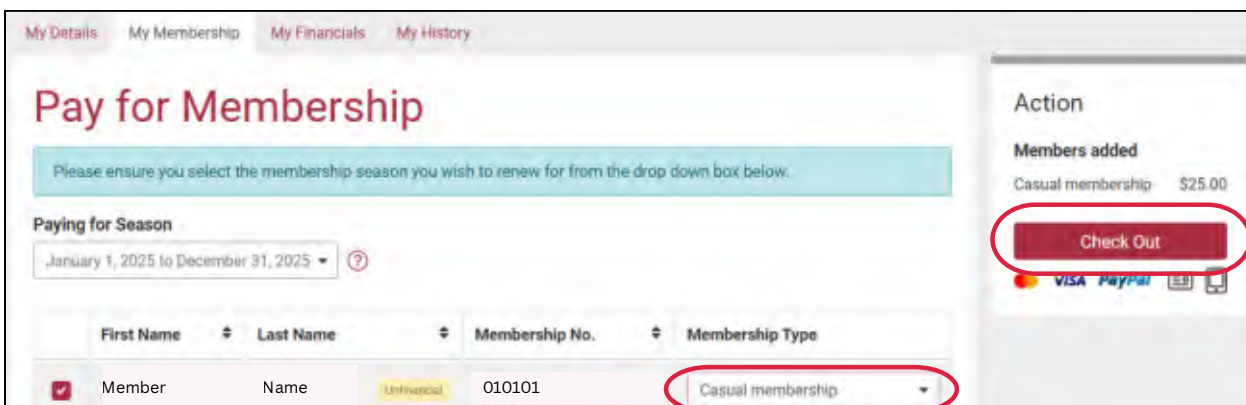 My Details My Membership My Financials My History
Pay for Membership
Please ensure you select the membership season you wish to renew for from the drop down box below.
Paying for Season
January 1, 2025 to December 31, 2025 ?
First Name Last Name Membership No. Membership Type
Member Name Unfinancial 010101 Casual membership
Action
Members added
Casual membership $25.00
Check Out
VISA PayPal